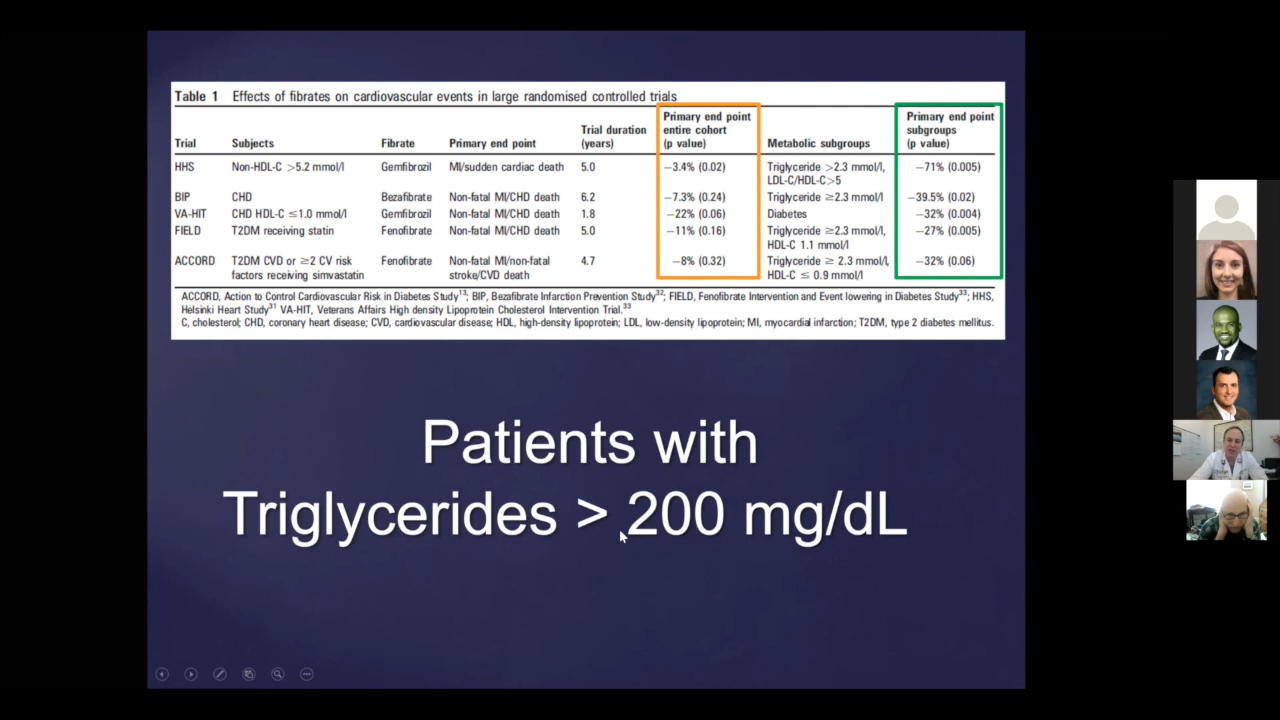 Table 1 Effects of fibrates on cardiovascular events in large randomised controlled trials
Trial Subjects Fibrate Primary end point Trial duration (years) Primary end point entire cohort (p value) Metabolic subgroups Primary end point subgroups (p value)
HHS Non-HDL-C >5.2 mmol/l Gemfibrozil MI/sudden cardiac death 5.0 −3.4% (0.02) Triglyceride >2.3 mmol/l, LDL-C/HDL-C>5 −71% (0.005)
BIP CHD Bezafibrate Non-fatal MI/CHD death 6.2 −7.3% (0.24) Triglyceride ≥2.3 mmol/l −39.5% (0.02)
VA-HIT CHD HDL-C ≤1.0 mmol/l Gemfibrozil Non-fatal MI/CHD death 1.8 −22% (0.06) Diabetes −32% (0.004)
FIELD T2DM receiving statin Fenofibrate Non-fatal MI/CHD death 5.0 −11% (0.16) Triglyceride ≥2.3 mmol/l, HDL-C 1.1 mmol/l −27% (0.005)
ACCORD T2DM CVD or ≥2 CV risk factors receiving simvastatin Fenofibrate Non-fatal MI/non-fatal stroke/CVD death 4.7 −8% (0.32) Triglyceride ≥ 2.3 mmol/l, HDL-C ≤ 0.9 mmol/l −32% (0.06)
ACCORD, Action to Control Cardiovascular Risk in Diabetes Study13; BIP, Bezafibrate Infarction Prevention Study32; FIELD, Fenofibrate Intervention and Event lowering in Diabetes Study33; HHS,
Helsinki Heart Study31 VA-HIT, Veterans Affairs High density Lipoprotein Cholesterol Intervention Trial.33
C, cholesterol; CHD, coronary heart disease; CVD, cardiovascular disease; HDL, high-density lipoprotein; LDL, low-density lipoprotein; MI, myocardial infarction; T2DM, type 2 diabetes mellitus.
Patients with
Triglycerides > 200 mg/dL